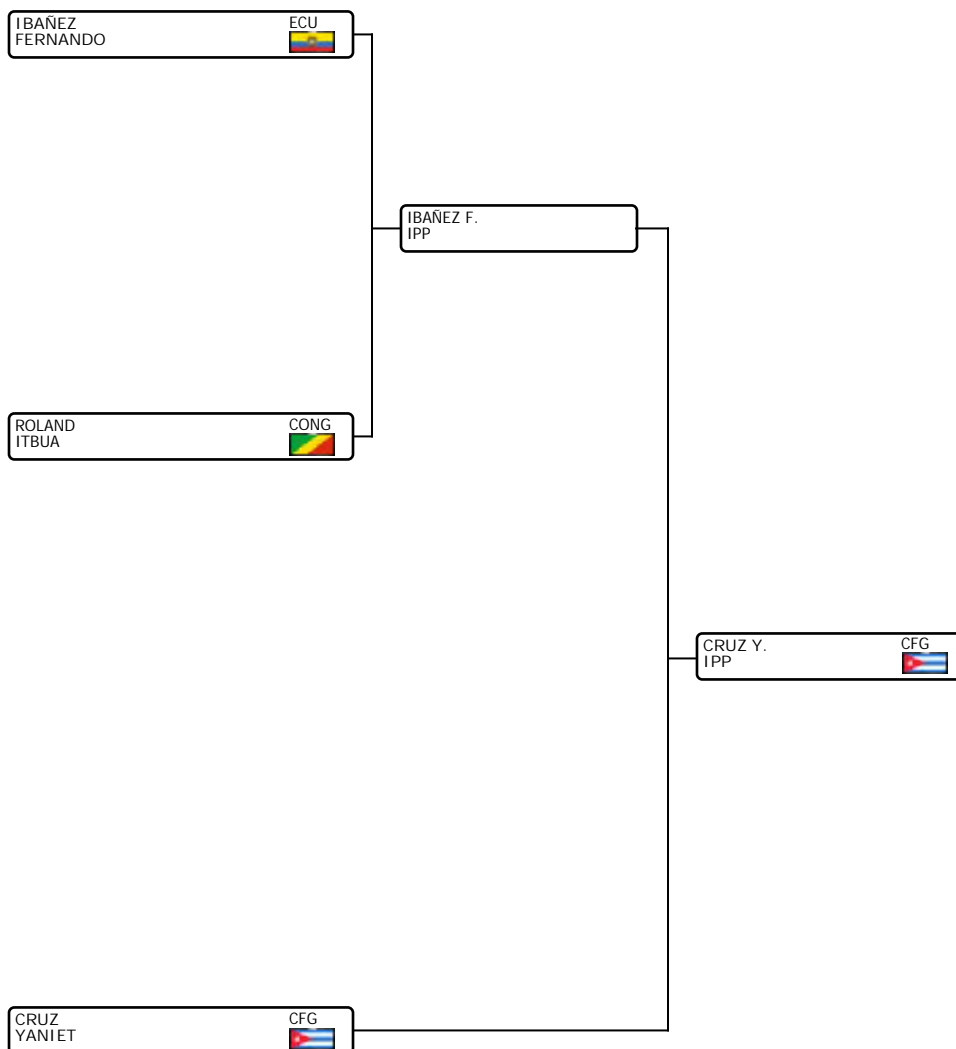 IBAÑEZ ECU
FERNANDO
IBAÑEZ F.
IPP
ROLAND CONG
ITBUA
CRUZ Y. CFG
IPP
CRUZ CFG
YANIET